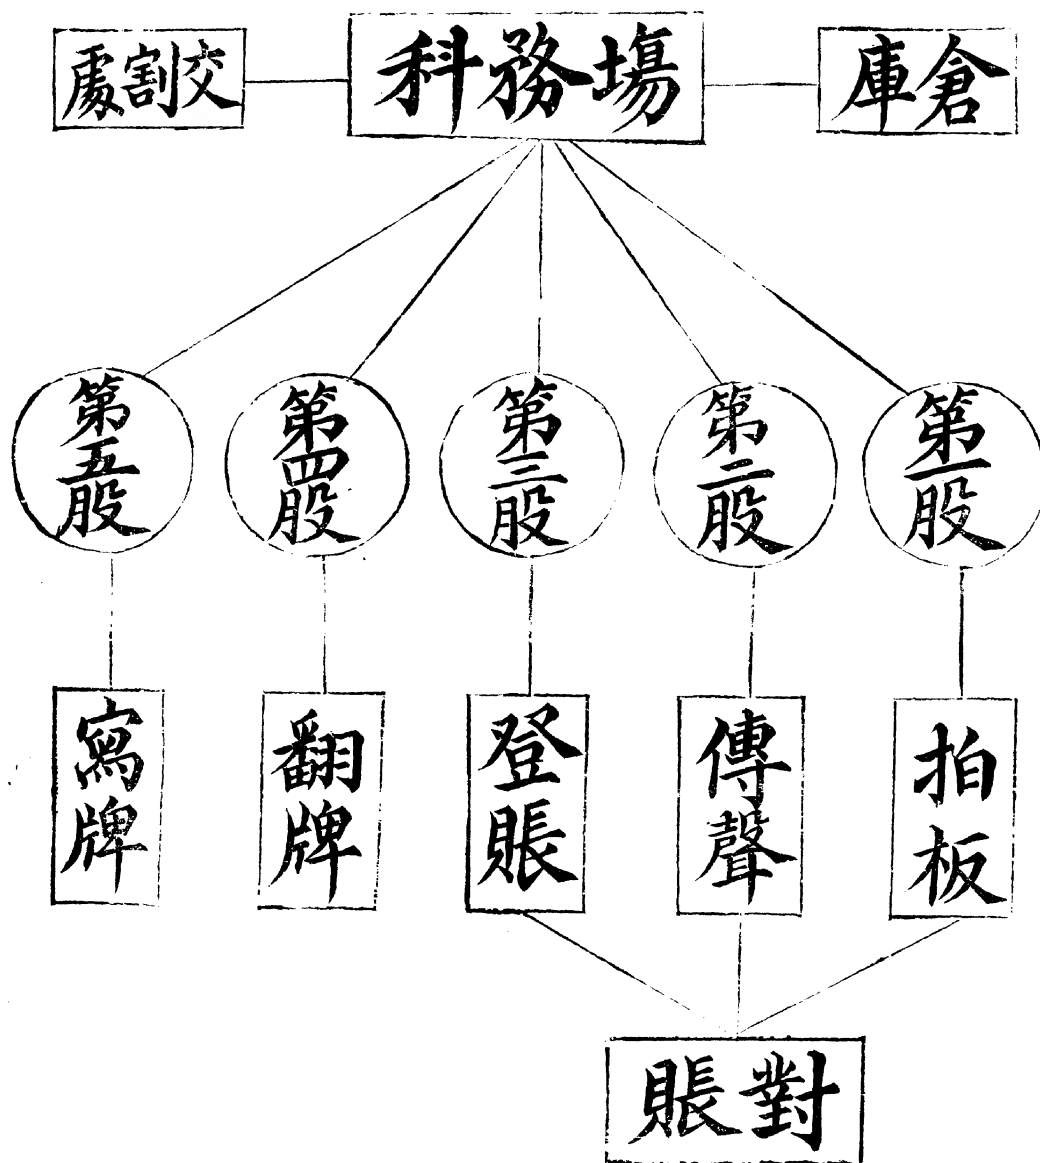 倉庫
場務科
交割處
第一股
第二股
第三股
第四股
第五股
拍板
傳聲
登賬
翻牌
寫牌
對賬